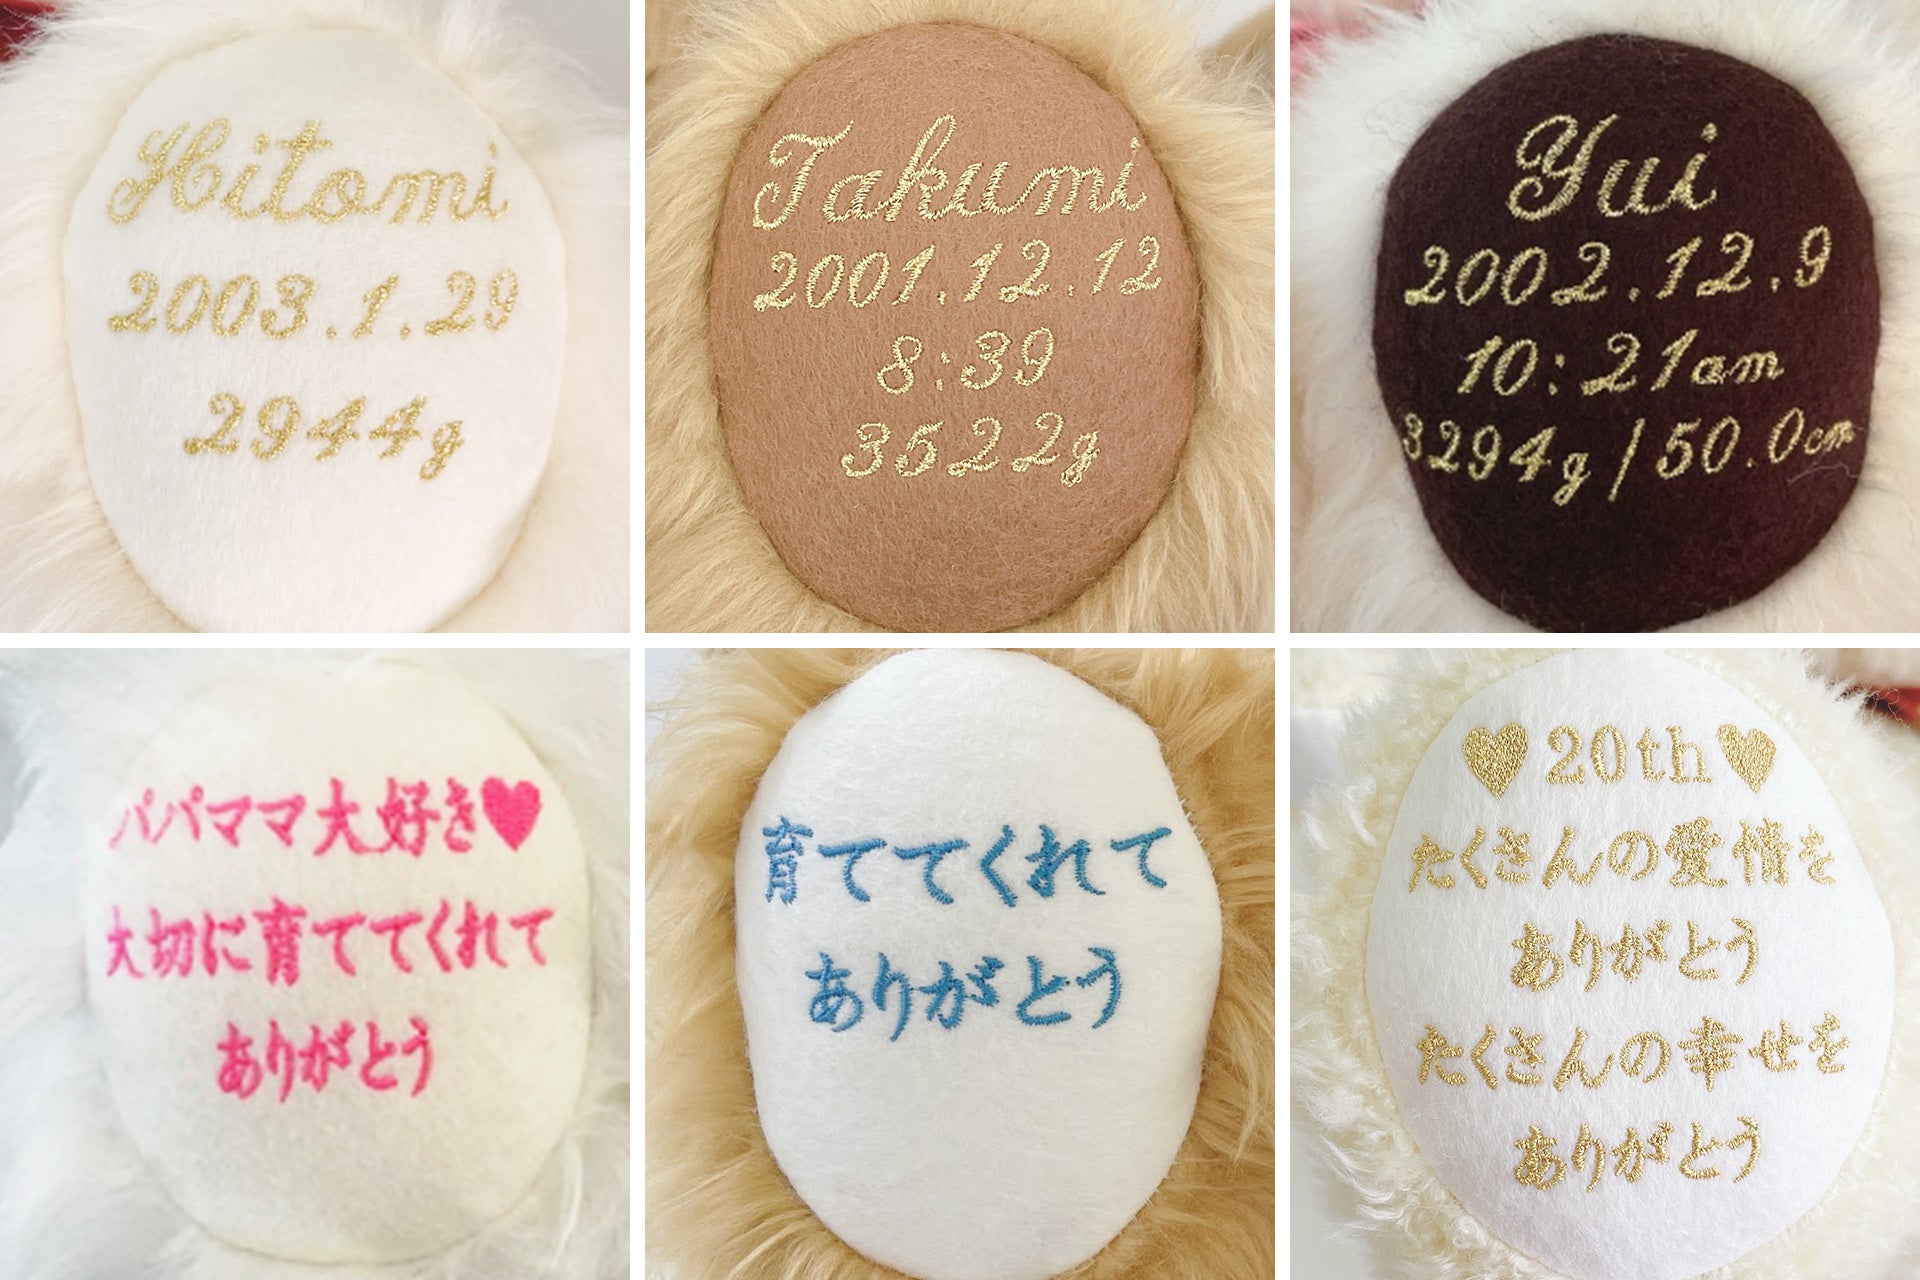 Hitomi
2003.1.29
2944g
Takumi
2001.12.12
8:39
3522g
Yui
2002.12.9
10:21am
3294g/50.0cm
パパママ大好き♥
大切に育ててくれて
ありがとう
育ててくれて
ありがとう
♥20th♥
たくさんの愛情を
ありがとう
たくさんの幸せを
ありがとう